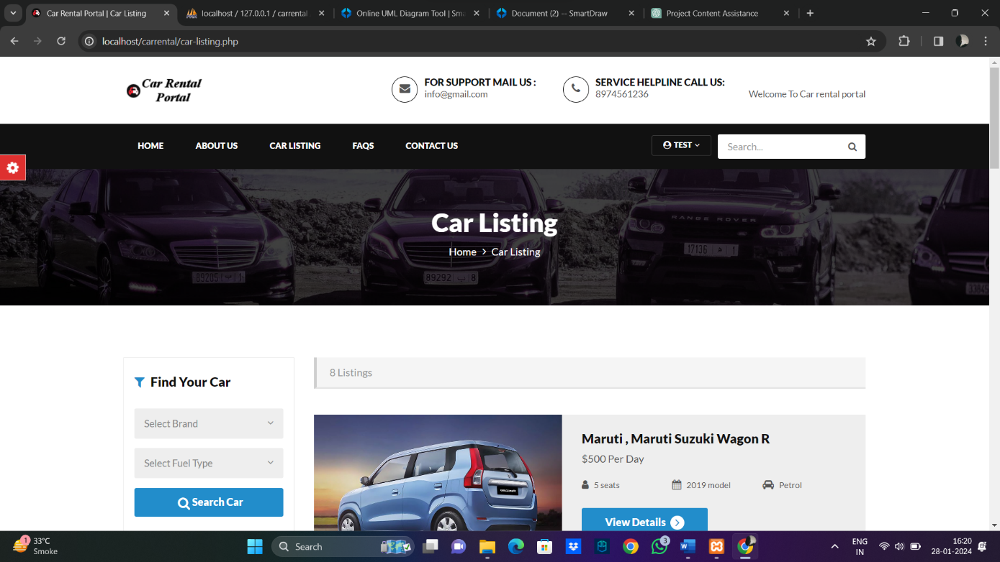 Car Rental Portal | Car Listing
localhost / 127.0.0.1 / carrental
Online UML Diagram Tool | Sma
Document (2) -- SmartDraw
Project Content Assistance
localhost/carrental/car-listing.php
Car Rental
Portal
FOR SUPPORT MAIL US :
info@gmail.com
SERVICE HELPLINE CALL US:
8974561236
Welcome To Car rental portal
HOME
ABOUT US
CAR LISTING
FAQS
CONTACT US
TEST
Search...
RANGE ROVER
Car Listing
Home > Car Listing
Find Your Car
Select Brand
Select Fuel Type
Search Car
8 Listings
Maruti , Maruti Suzuki Wagon R
$500 Per Day
5 seats
2019 model
Petrol
View Details
1
33°C
Smoke
Search
3
ENG
IN
16:20
28-01-2024